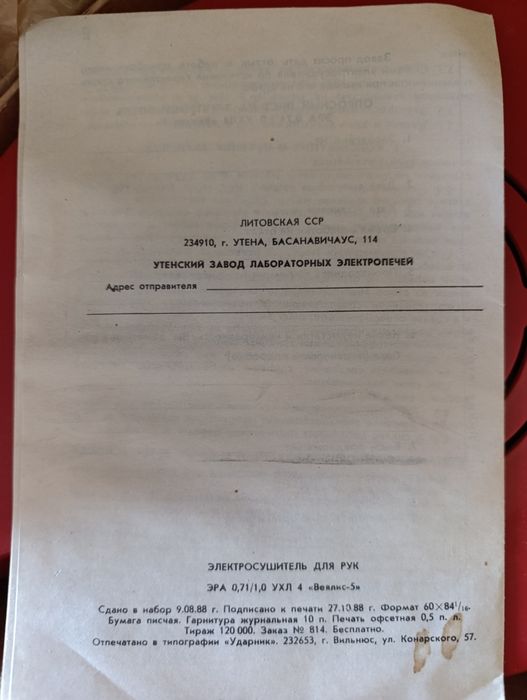 ЛИТОВСКАЯ ССР
234910, г. УТЕНА, БАСАНАВИЧАУС, 114
УТЕНСКИЙ ЗАВОД ЛАБОРАТОРНЫХ ЭЛЕКТРОПЕЧЕЙ
Адрес отправителя
ЭЛЕКТРОСУШИТЕЛЬ ДЛЯ РУК
ЭРА 0,71/1,0 УХЛ 4 «Веялис-5»
Сдано в набор 9.08.88 г. Подписано к печати 27.10.88 г. Формат 60×84¹/₁₆.
Бумага писчая. Гарнитура журнальная 10 п. Печать офсетная 0,5 п. л.
Тираж 120 000. Заказ № 814. Бесплатно.
Отпечатано в типографии «Ударник». 232653, г. Вильнюс, ул. Конарского, 57.